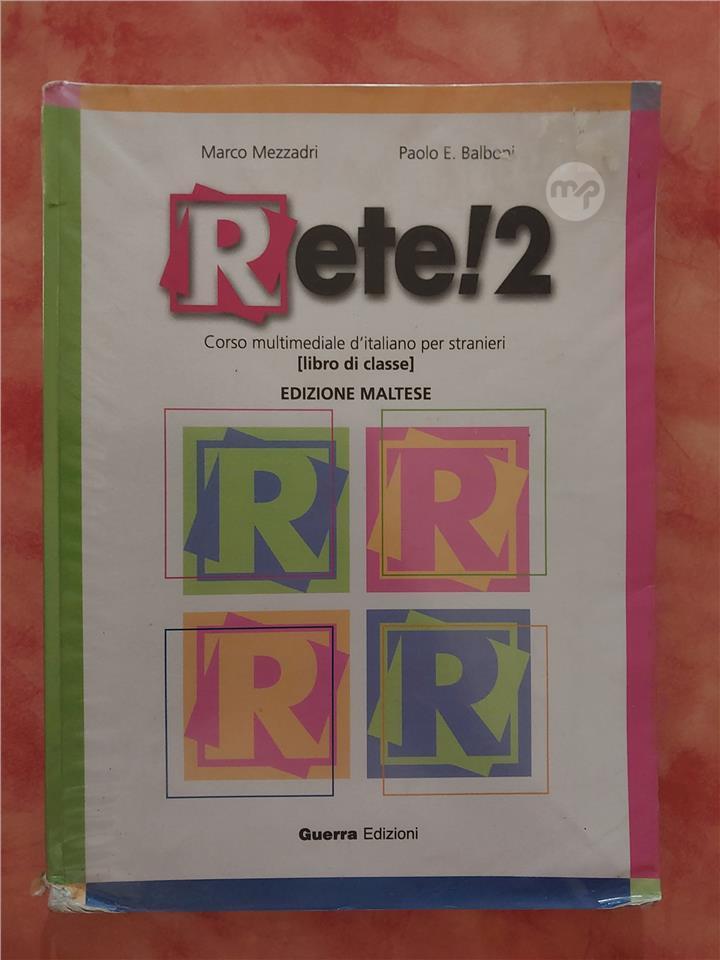 Marco Mezzadri Paolo E. Balboni
mp
Rete!2
Corso multimediale d'italiano per stranieri
[libro di classe]
EDIZIONE MALTESE
R R
R R
Guerra Edizioni